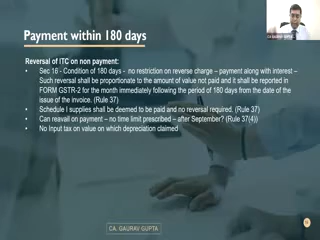 CA GAURAV GUPTA
Payment within 180 days
Reversal of ITC on non payment:
• Sec 16 - Condition of 180 days - no restriction on reverse charge – payment along with interest –
Such reversal shall be proportionate to the amount of value not paid and it shall be reported in
FORM GSTR-2 for the month immediately following the period of 180 days from the date of
the issue of the invoice. (Rule 37)
• Schedule I supplies shall be deemed to be paid and no reversal required. (Rule 37)
• Can reavail on payment – no time limit prescribed – after September? (Rule 37(4))
• No Input tax on value on which depreciation claimed
CA. GAURAV GUPTA